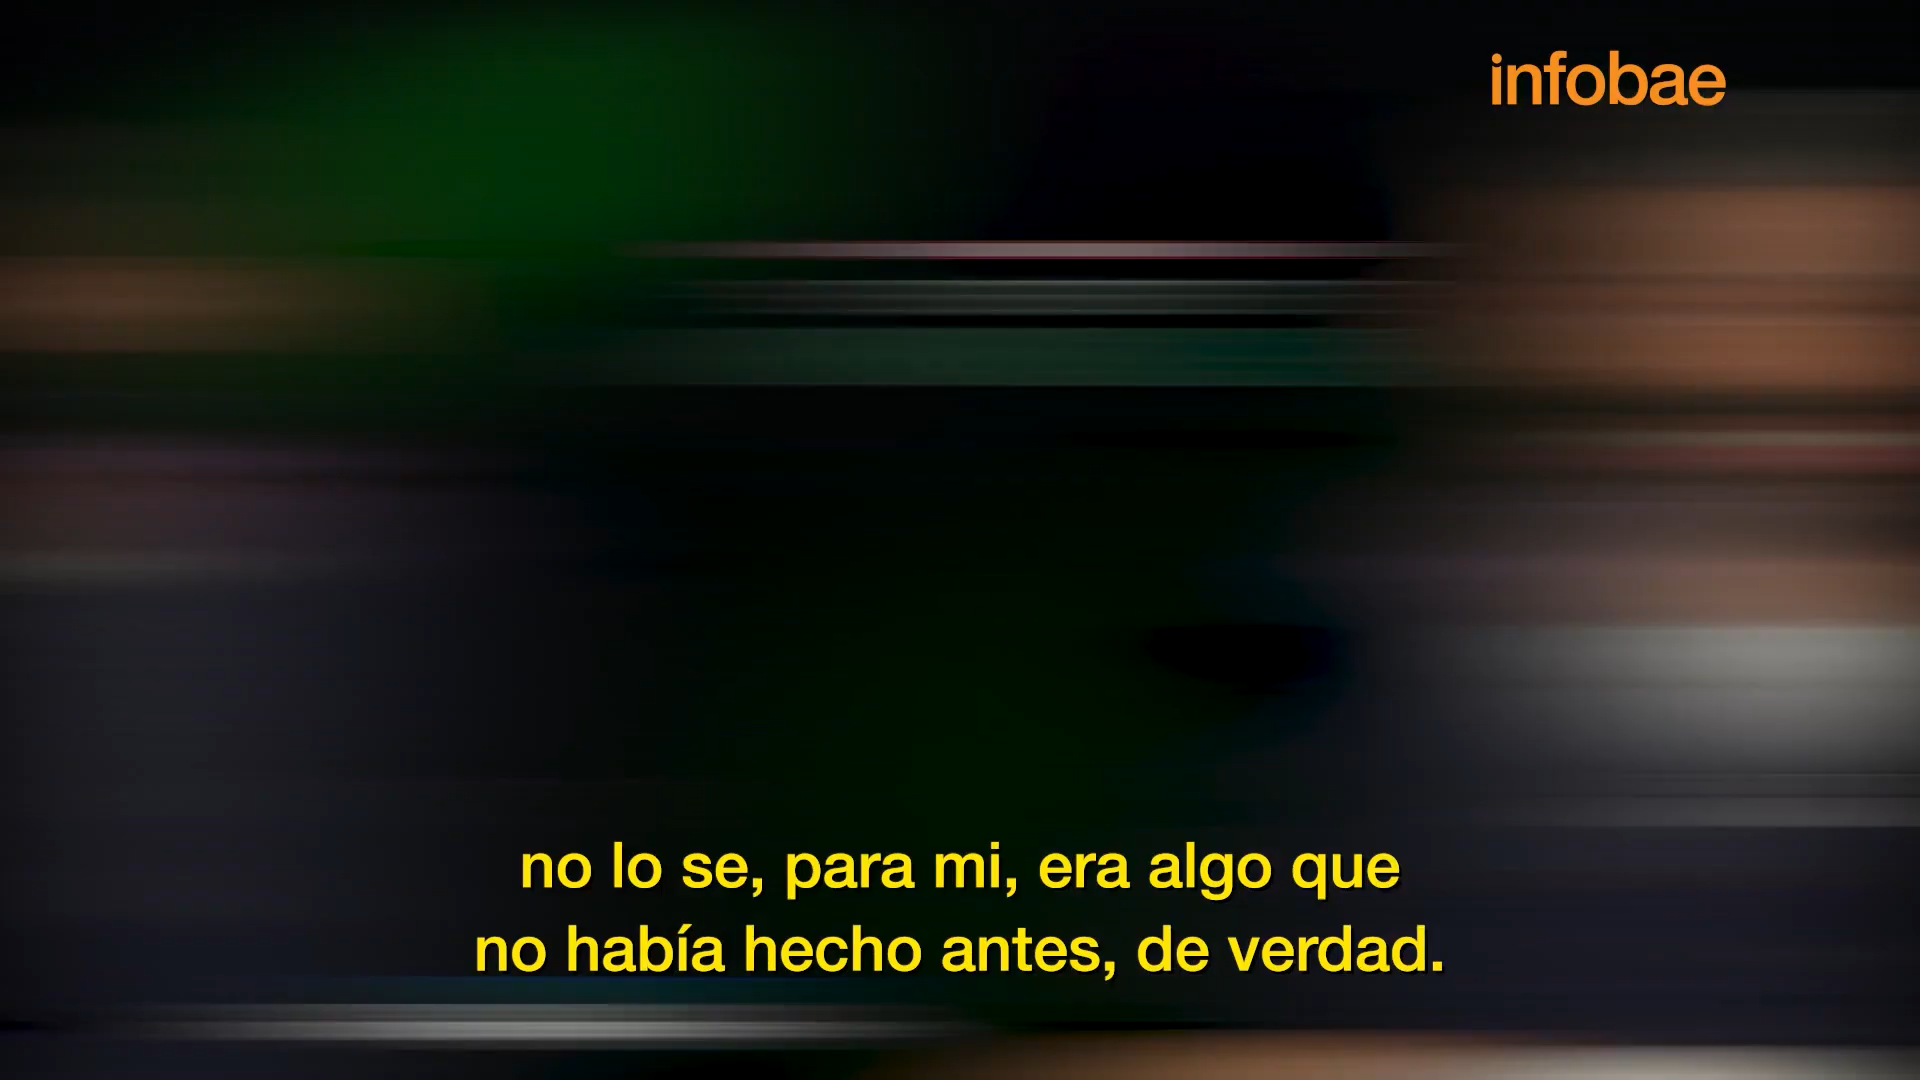 infobae
no lo se, para mi, era algo que
no había hecho antes, de verdad.